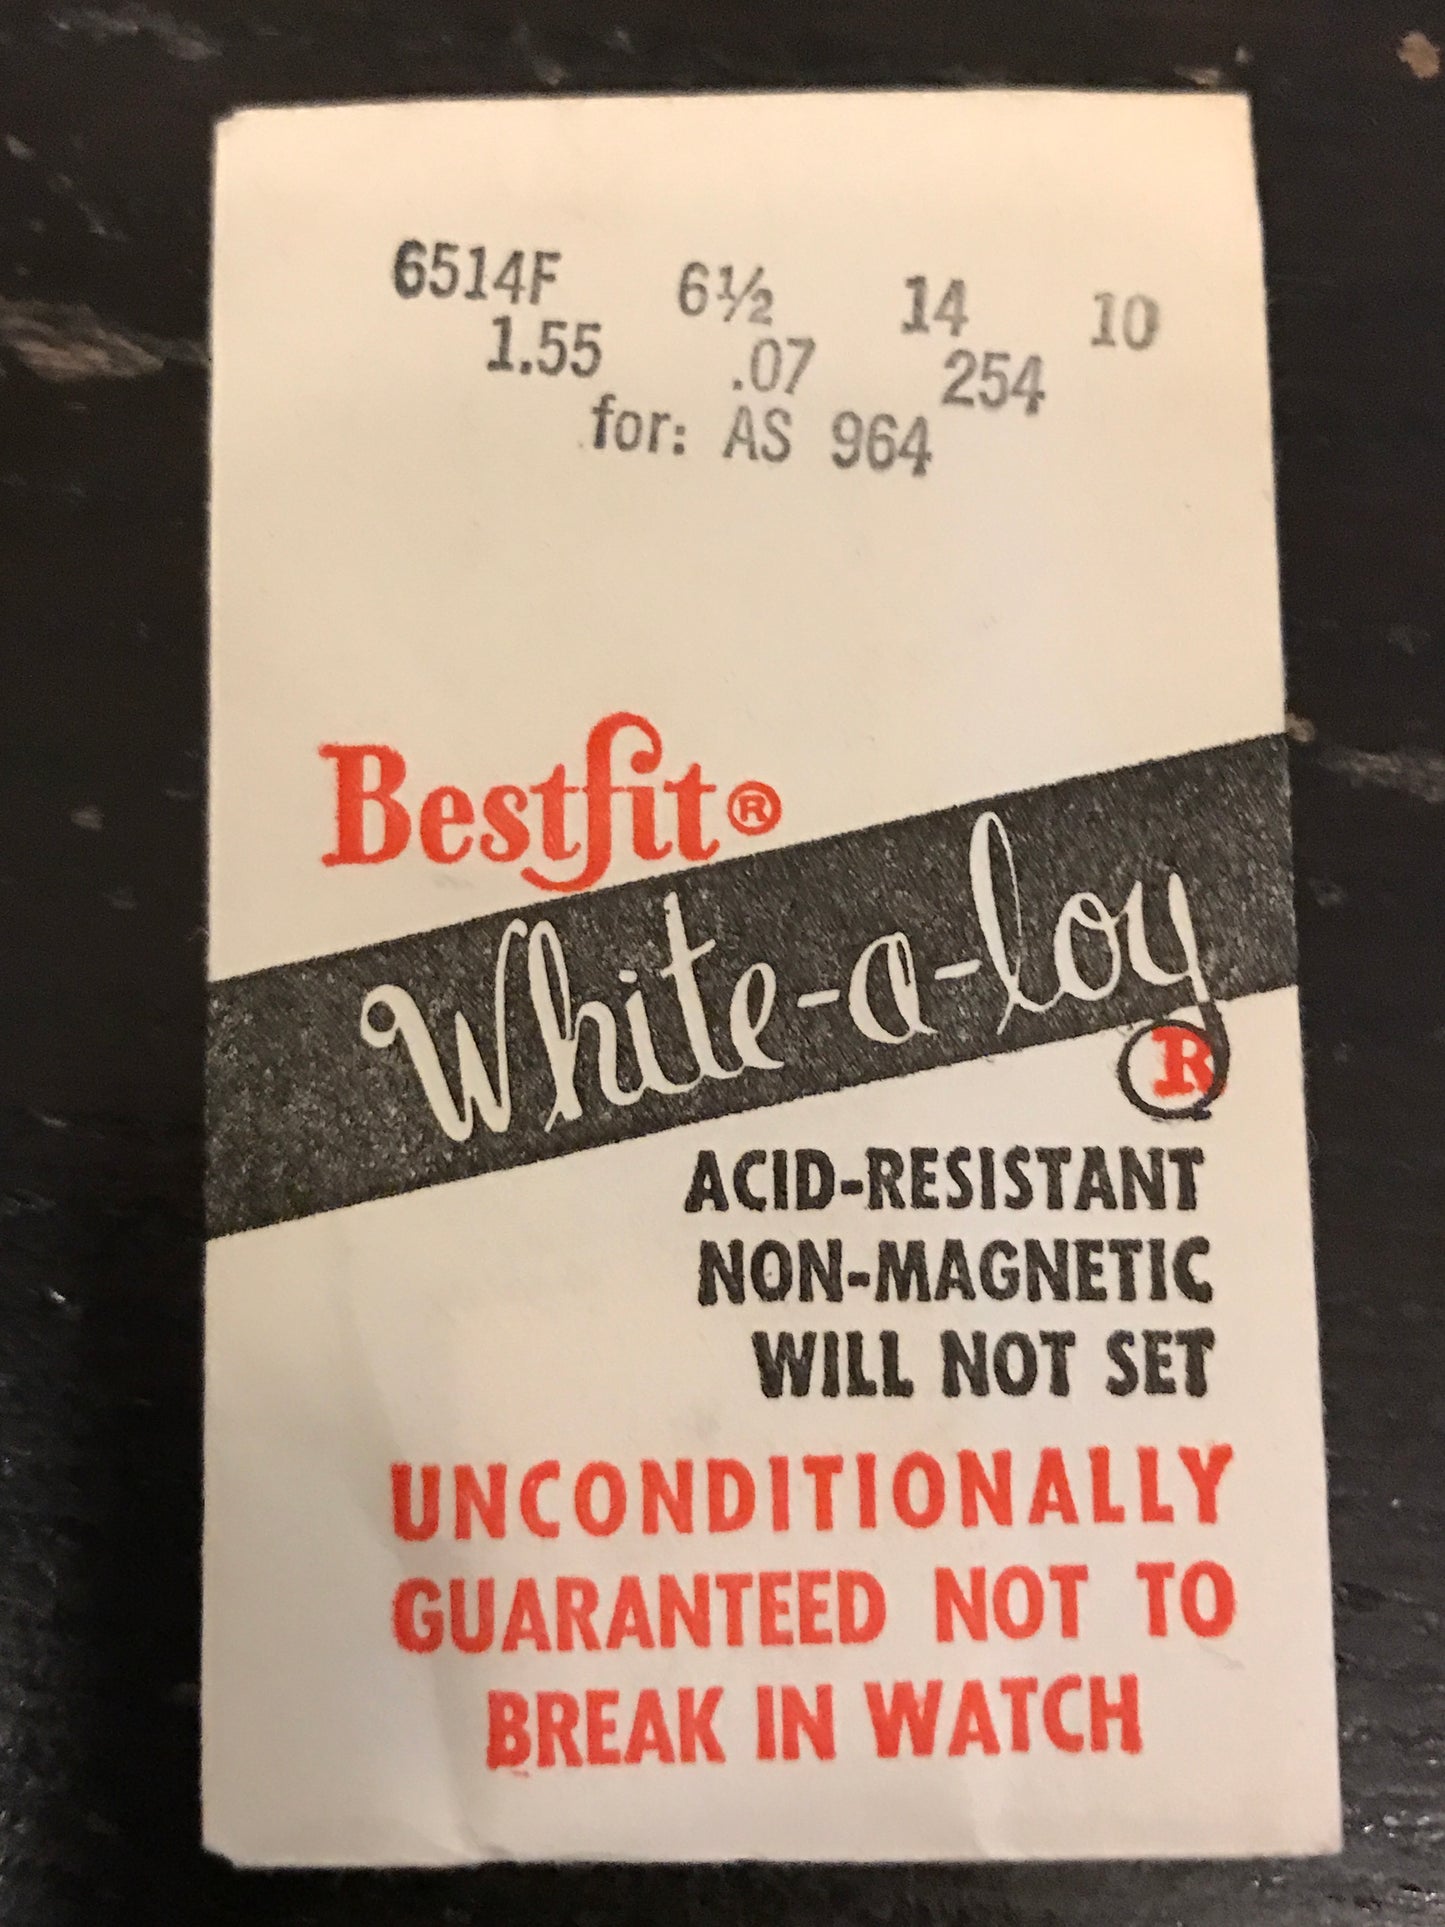 6514F 6½ 14 10
1.55 .07 254
for: AS 964
Bestfit®
White-a-loy
R
ACID-RESISTANT
NON-MAGNETIC
WILL NOT SET
UNCONDITIONALLY
GUARANTEED NOT TO
BREAK IN WATCH